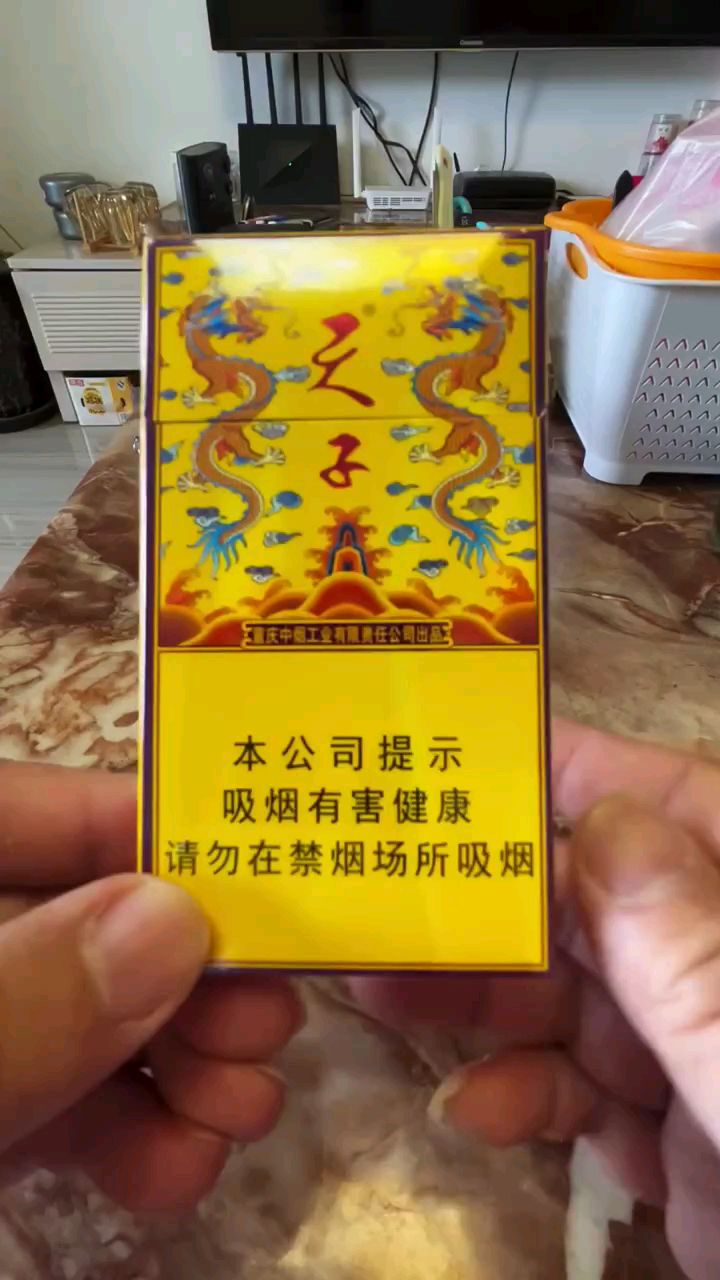 天
子
重庆中烟工业有限责任公司出品
本公司提示
吸烟有害健康
请勿在禁烟场所吸烟